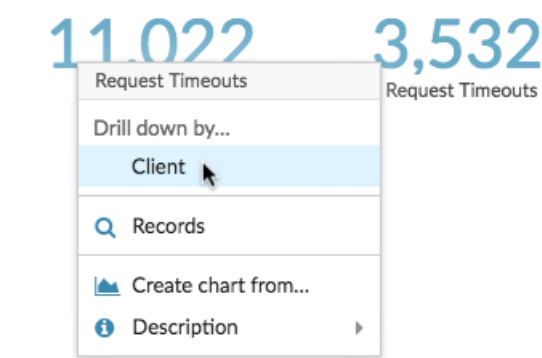 11,022
3,532
Request Timeouts
Request Timeouts
Drill down by...
Client
Records
Create chart from...
Description